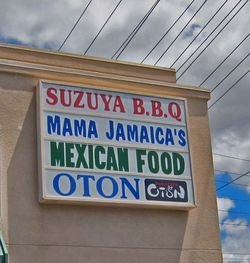 SUZUYA B.B.Q
MAMA JAMAICA'S
MEXICAN FOOD
OTON OTON